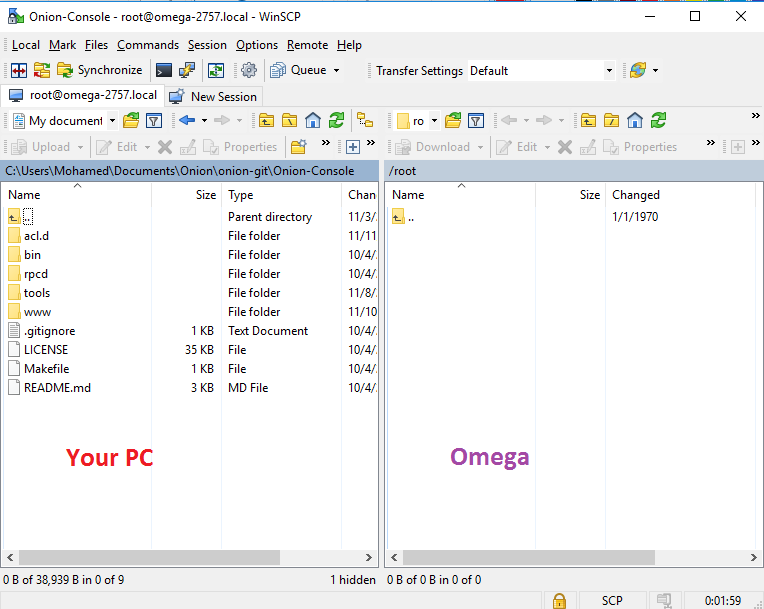 Onion-Console - root@omega-2757.local - WinSCP
Local Mark Files Commands Session Options Remote Help
Synchronize Queue Transfer Settings Default
root@omega-2757.local New Session
My document ro
Upload Edit Properties Download Edit Properties
C:\Users\Mohamed\Documents\Onion\onion-git\Onion-Console /root
Name Size Type Chan Name Size Changed
.. Parent directory 11/3/. .. 1/1/1970
acl.d File folder 11/11
bin File folder 10/4/.
rpcd File folder 10/4/.
tools File folder 11/8/.
www File folder 11/10
.gitignore 1 KB Text Document 10/4/.
LICENSE 35 KB File 10/4/.
Makefile 1 KB File 10/4/.
README.md 3 KB MD File 10/4/.
Your PC Omega
0 B of 38,939 B in 0 of 9 1 hidden 0 B of 0 B in 0 of 0
SCP 0:01:59